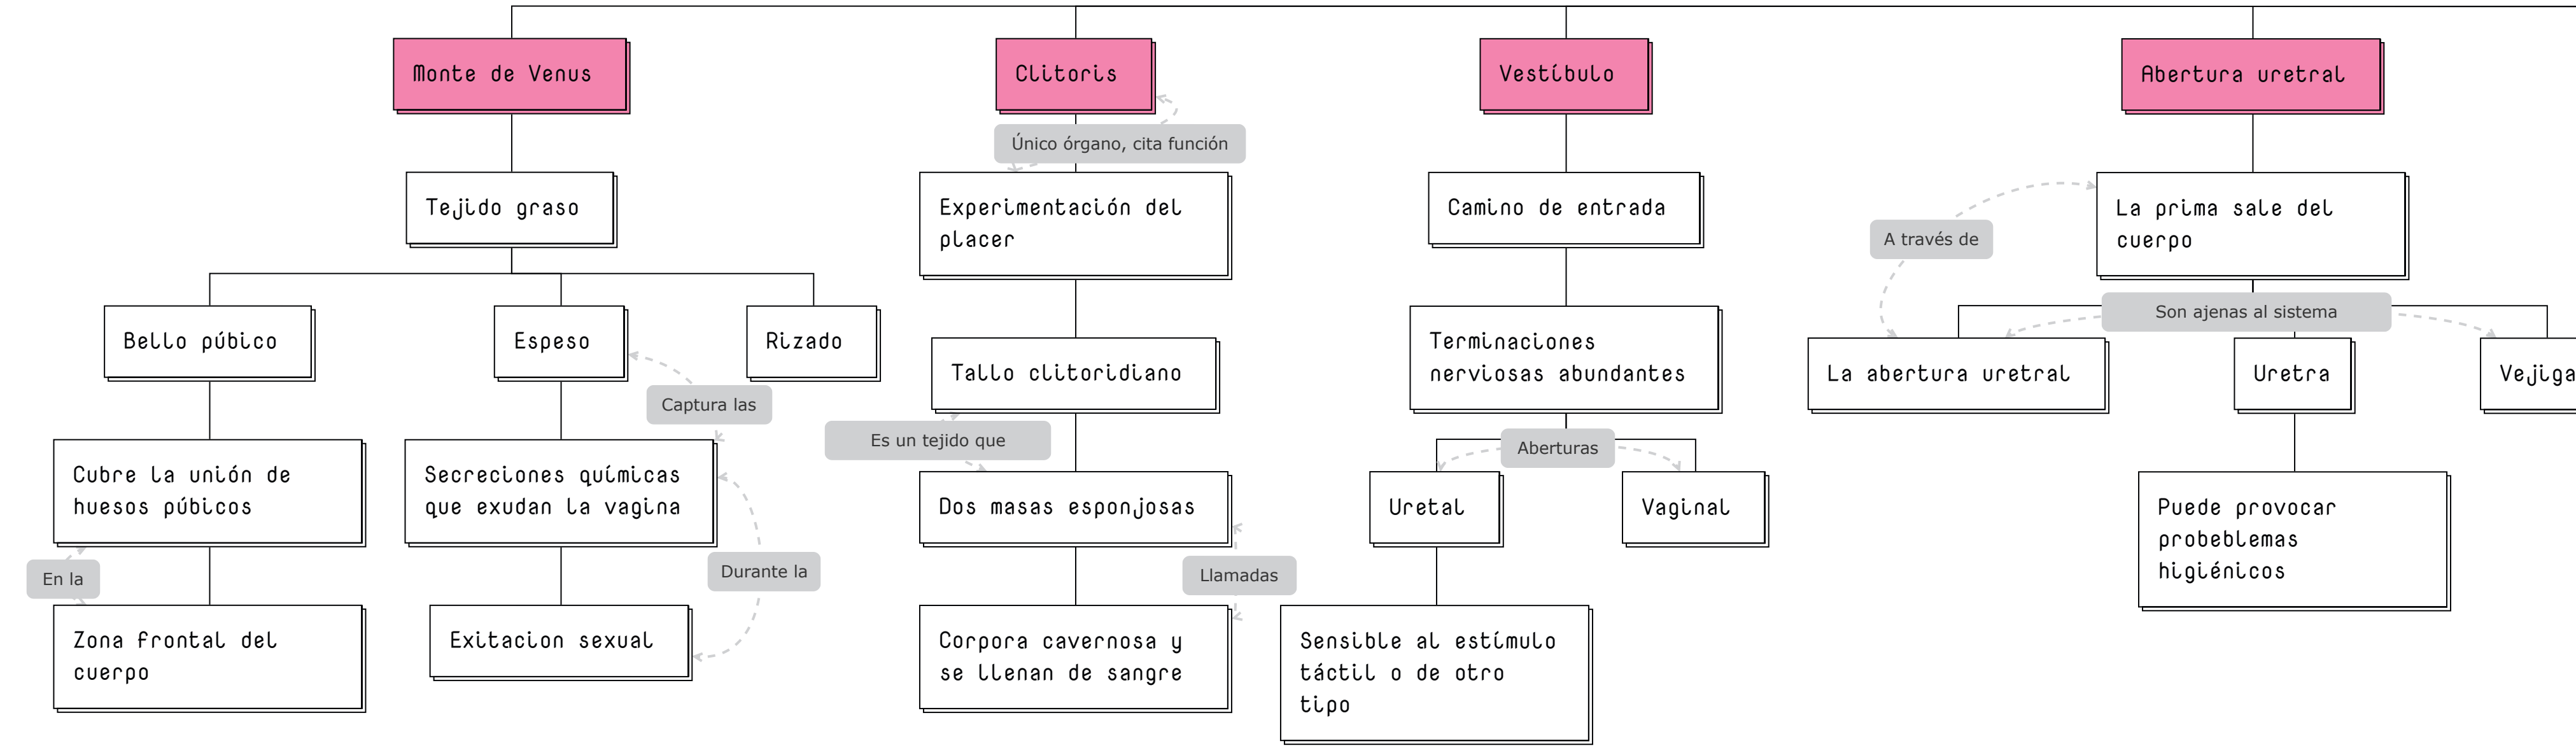 Monte de Venus
Clitoris
Vestíbulo
Abertura uretral
Único órgano, cita función
Tejido graso
Experimentación del
placer
Camino de entrada
La prima sale del
cuerpo
A través de
Son ajenas al sistema
Bello púbico
Espeso
Rizado
Tallo clitoridiano
Terminaciones
nerviosas abundantes
La abertura uretral
Uretra
Vejiga
Captura las
Es un tejido que
Aberturas
Cubre la unión de
huesos púbicos
Secreciones químicas
que exudan la vagina
Dos masas esponjosas
Uretal
Vaginal
Puede provocar
probeblemas
higiénicos
En la
Durante la
Llamadas
Zona frontal del
cuerpo
Exitacion sexual
Corpora cavernosa y
se llenan de sangre
Sensible al estímulo
táctil o de otro
tipo